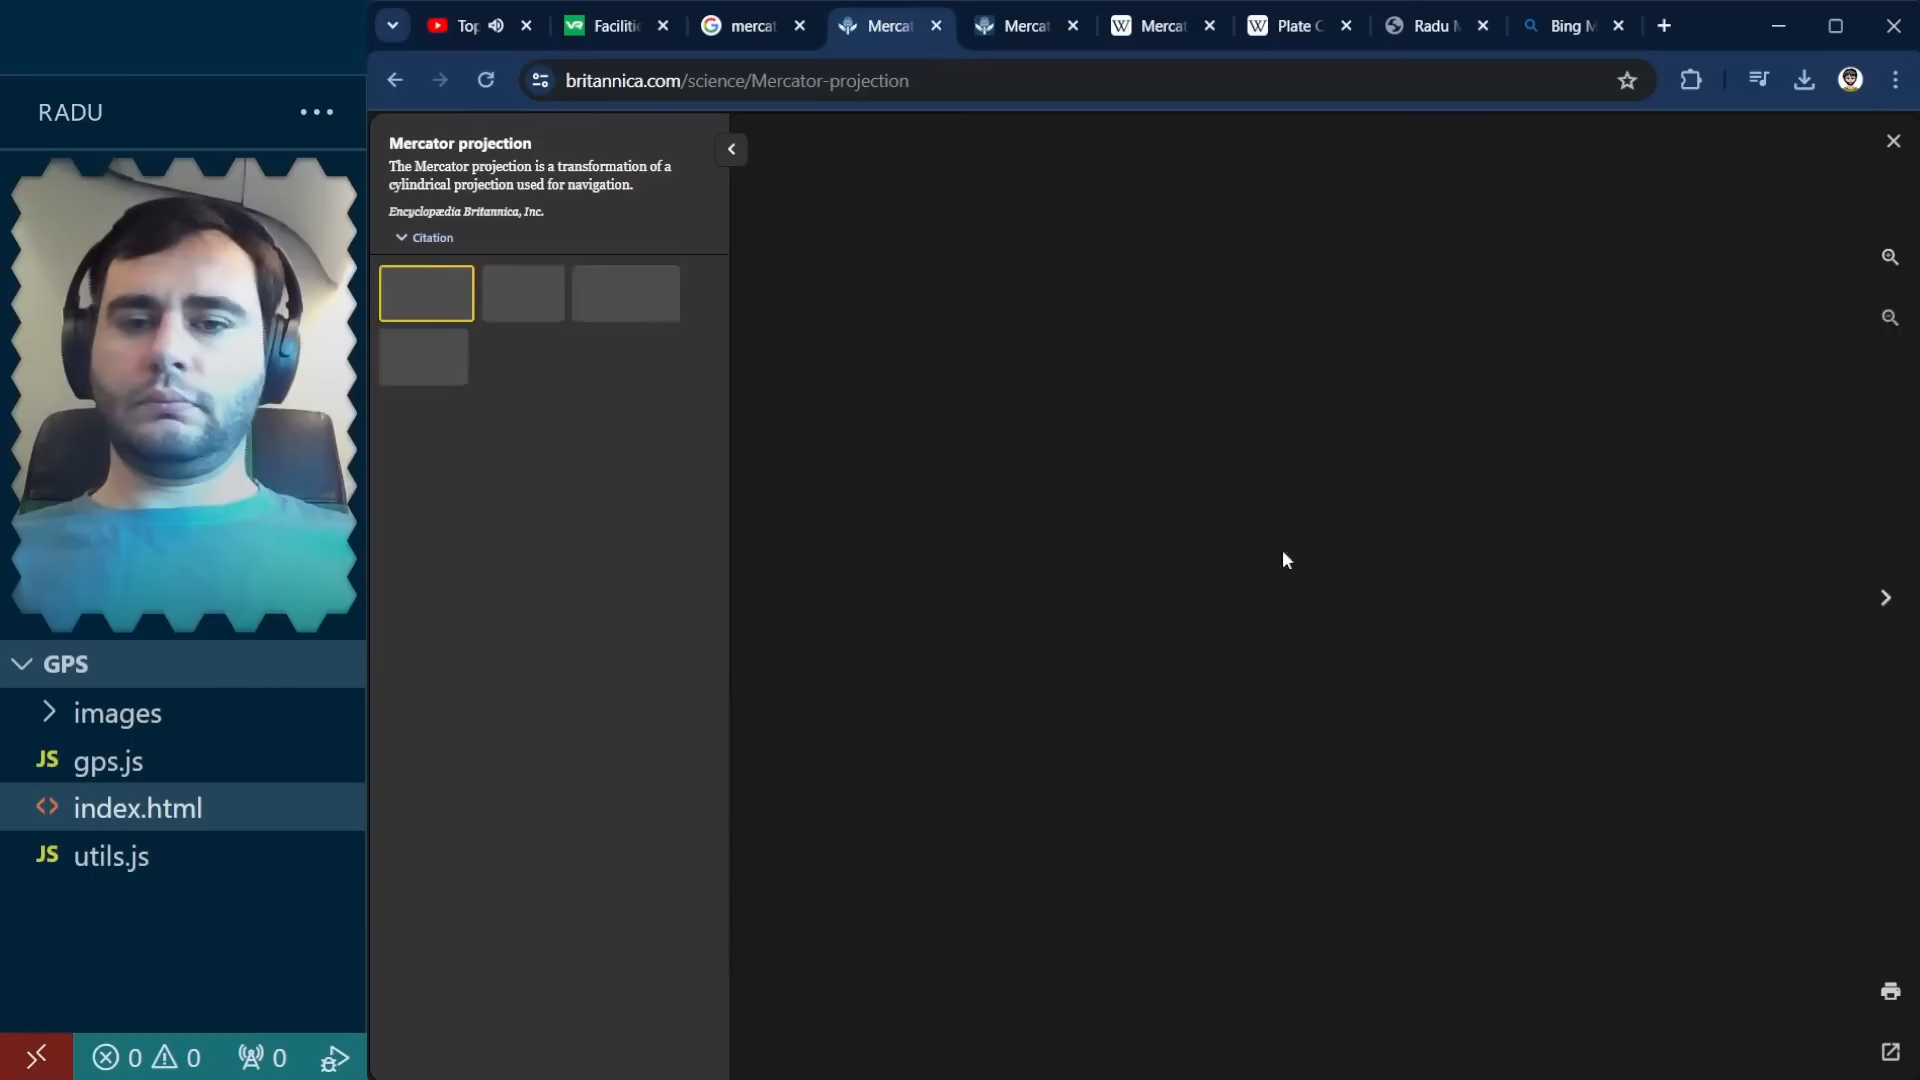 RADU
GPS
images
JS gps.js
<> index.html
JS utils.js
0 0 0
Top
Faciliti
mercat
Mercat
Mercat
Mercat
Plate C
Radu M
Bing M
britannica.com/science/Mercator-projection
Mercator projection
The Mercator projection is a transformation of a
cylindrical projection used for navigation.
Encyclopædia Britannica, Inc.
Citation